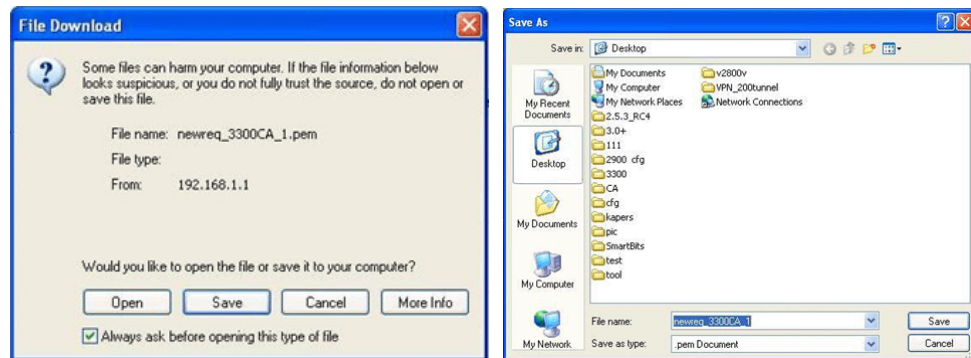 File Download
Some files can harm your computer. If the file information below
looks suspicious, or you do not fully trust the source, do not open or
save this file.
File name: newreq_3300CA_1.pem
File type:
From: 192.168.1.1
Would you like to open the file or save it to your computer?
Open Save Cancel More Info
Always ask before opening this type of file
Save As
Save in: Desktop
My Recent
Documents
Desktop
My Documents
My Computer
My Network
My Documents
My Computer
My Network Places
2.5.3_RC4
3.0+
111
2900 cfg
3300
CA
cfg
kapers
pic
SmartBits
test
tool
v2800v
VPN_200tunnel
Network Connections
File name: newreq_3300CA_1 Save
Save as type: .pem Document Cancel